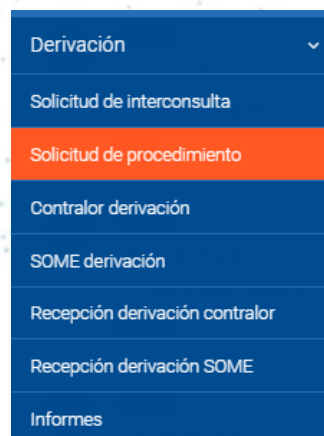 Derivación
Solicitud de interconsulta
Solicitud de procedimiento
Contralor derivación
SOME derivación
Recepción derivación contralor
Recepción derivación SOME
Informes